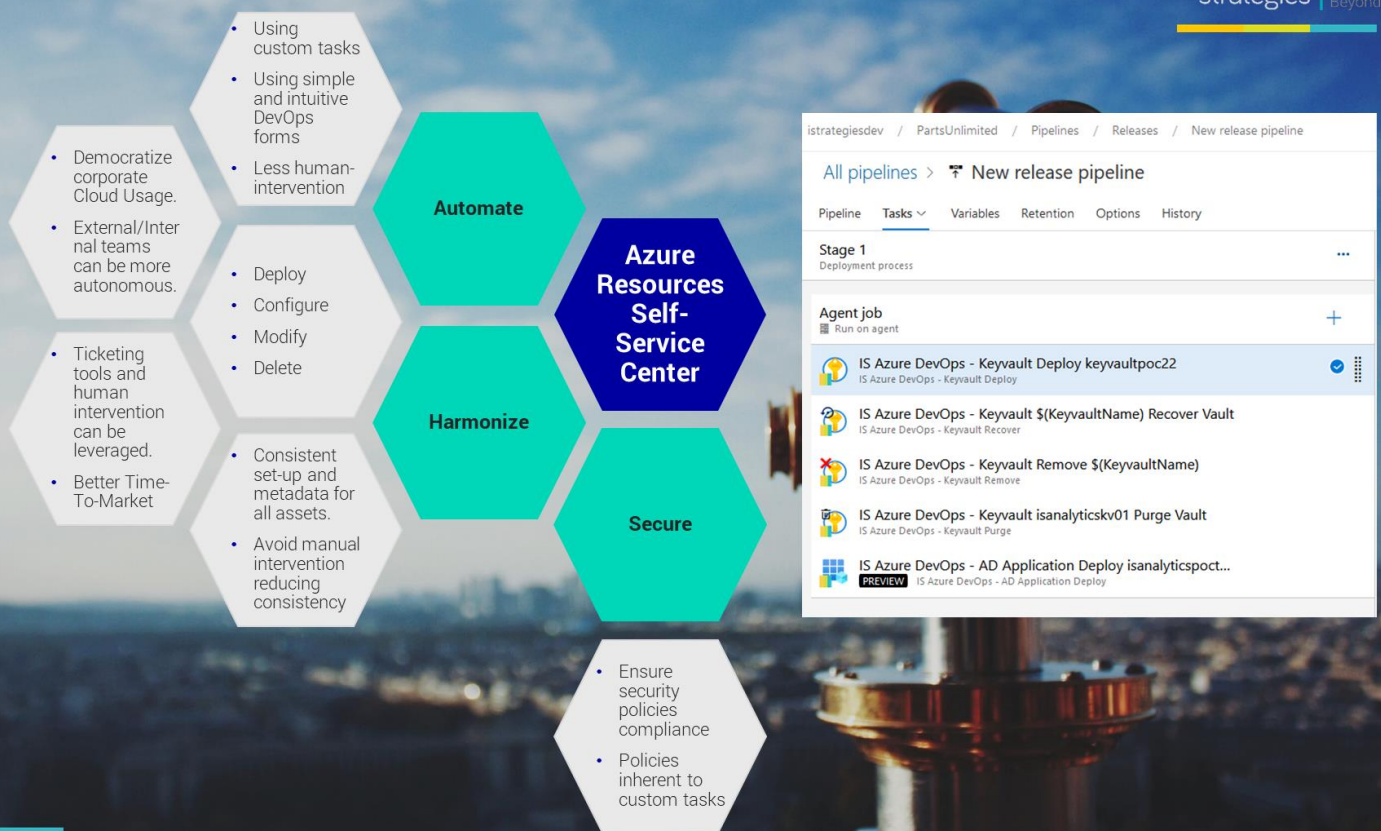 strategies | Beyond
• Using
custom tasks
• Using simple
and intuitive
DevOps
forms
• Less human-
intervention
• Democratize
corporate
Cloud Usage.
• External/Inter
nal teams
can be more
autonomous.
Automate
• Deploy
• Configure
• Modify
• Delete
Azure
Resources
Self-
Service
Center
• Ticketing
tools and
human
intervention
can be
leveraged.
• Better Time-
To-Market
Harmonize
• Consistent
set-up and
metadata for
all assets.
• Avoid manual
intervention
reducing
consistency
Secure
• Ensure
security
policies
compliance
• Policies
inherent to
custom tasks
istrategiesdev / PartsUnlimited / Pipelines / Releases / New release pipeline
All pipelines > New release pipeline
Pipeline Tasks Variables Retention Options History
Stage 1
Deployment process
Agent job
Run on agent
IS Azure DevOps - Keyvault Deploy keyvaultpoc22
IS Azure DevOps - Keyvault Deploy
IS Azure DevOps - Keyvault $(KeyvaultName) Recover Vault
IS Azure DevOps - Keyvault Recover
IS Azure DevOps - Keyvault Remove $(KeyvaultName)
IS Azure DevOps - Keyvault Remove
IS Azure DevOps - Keyvault isanalyticskv01 Purge Vault
IS Azure DevOps - Keyvault Purge
IS Azure DevOps - AD Application Deploy isanalyticspoct...
PREVIEW IS Azure DevOps - AD Application Deploy